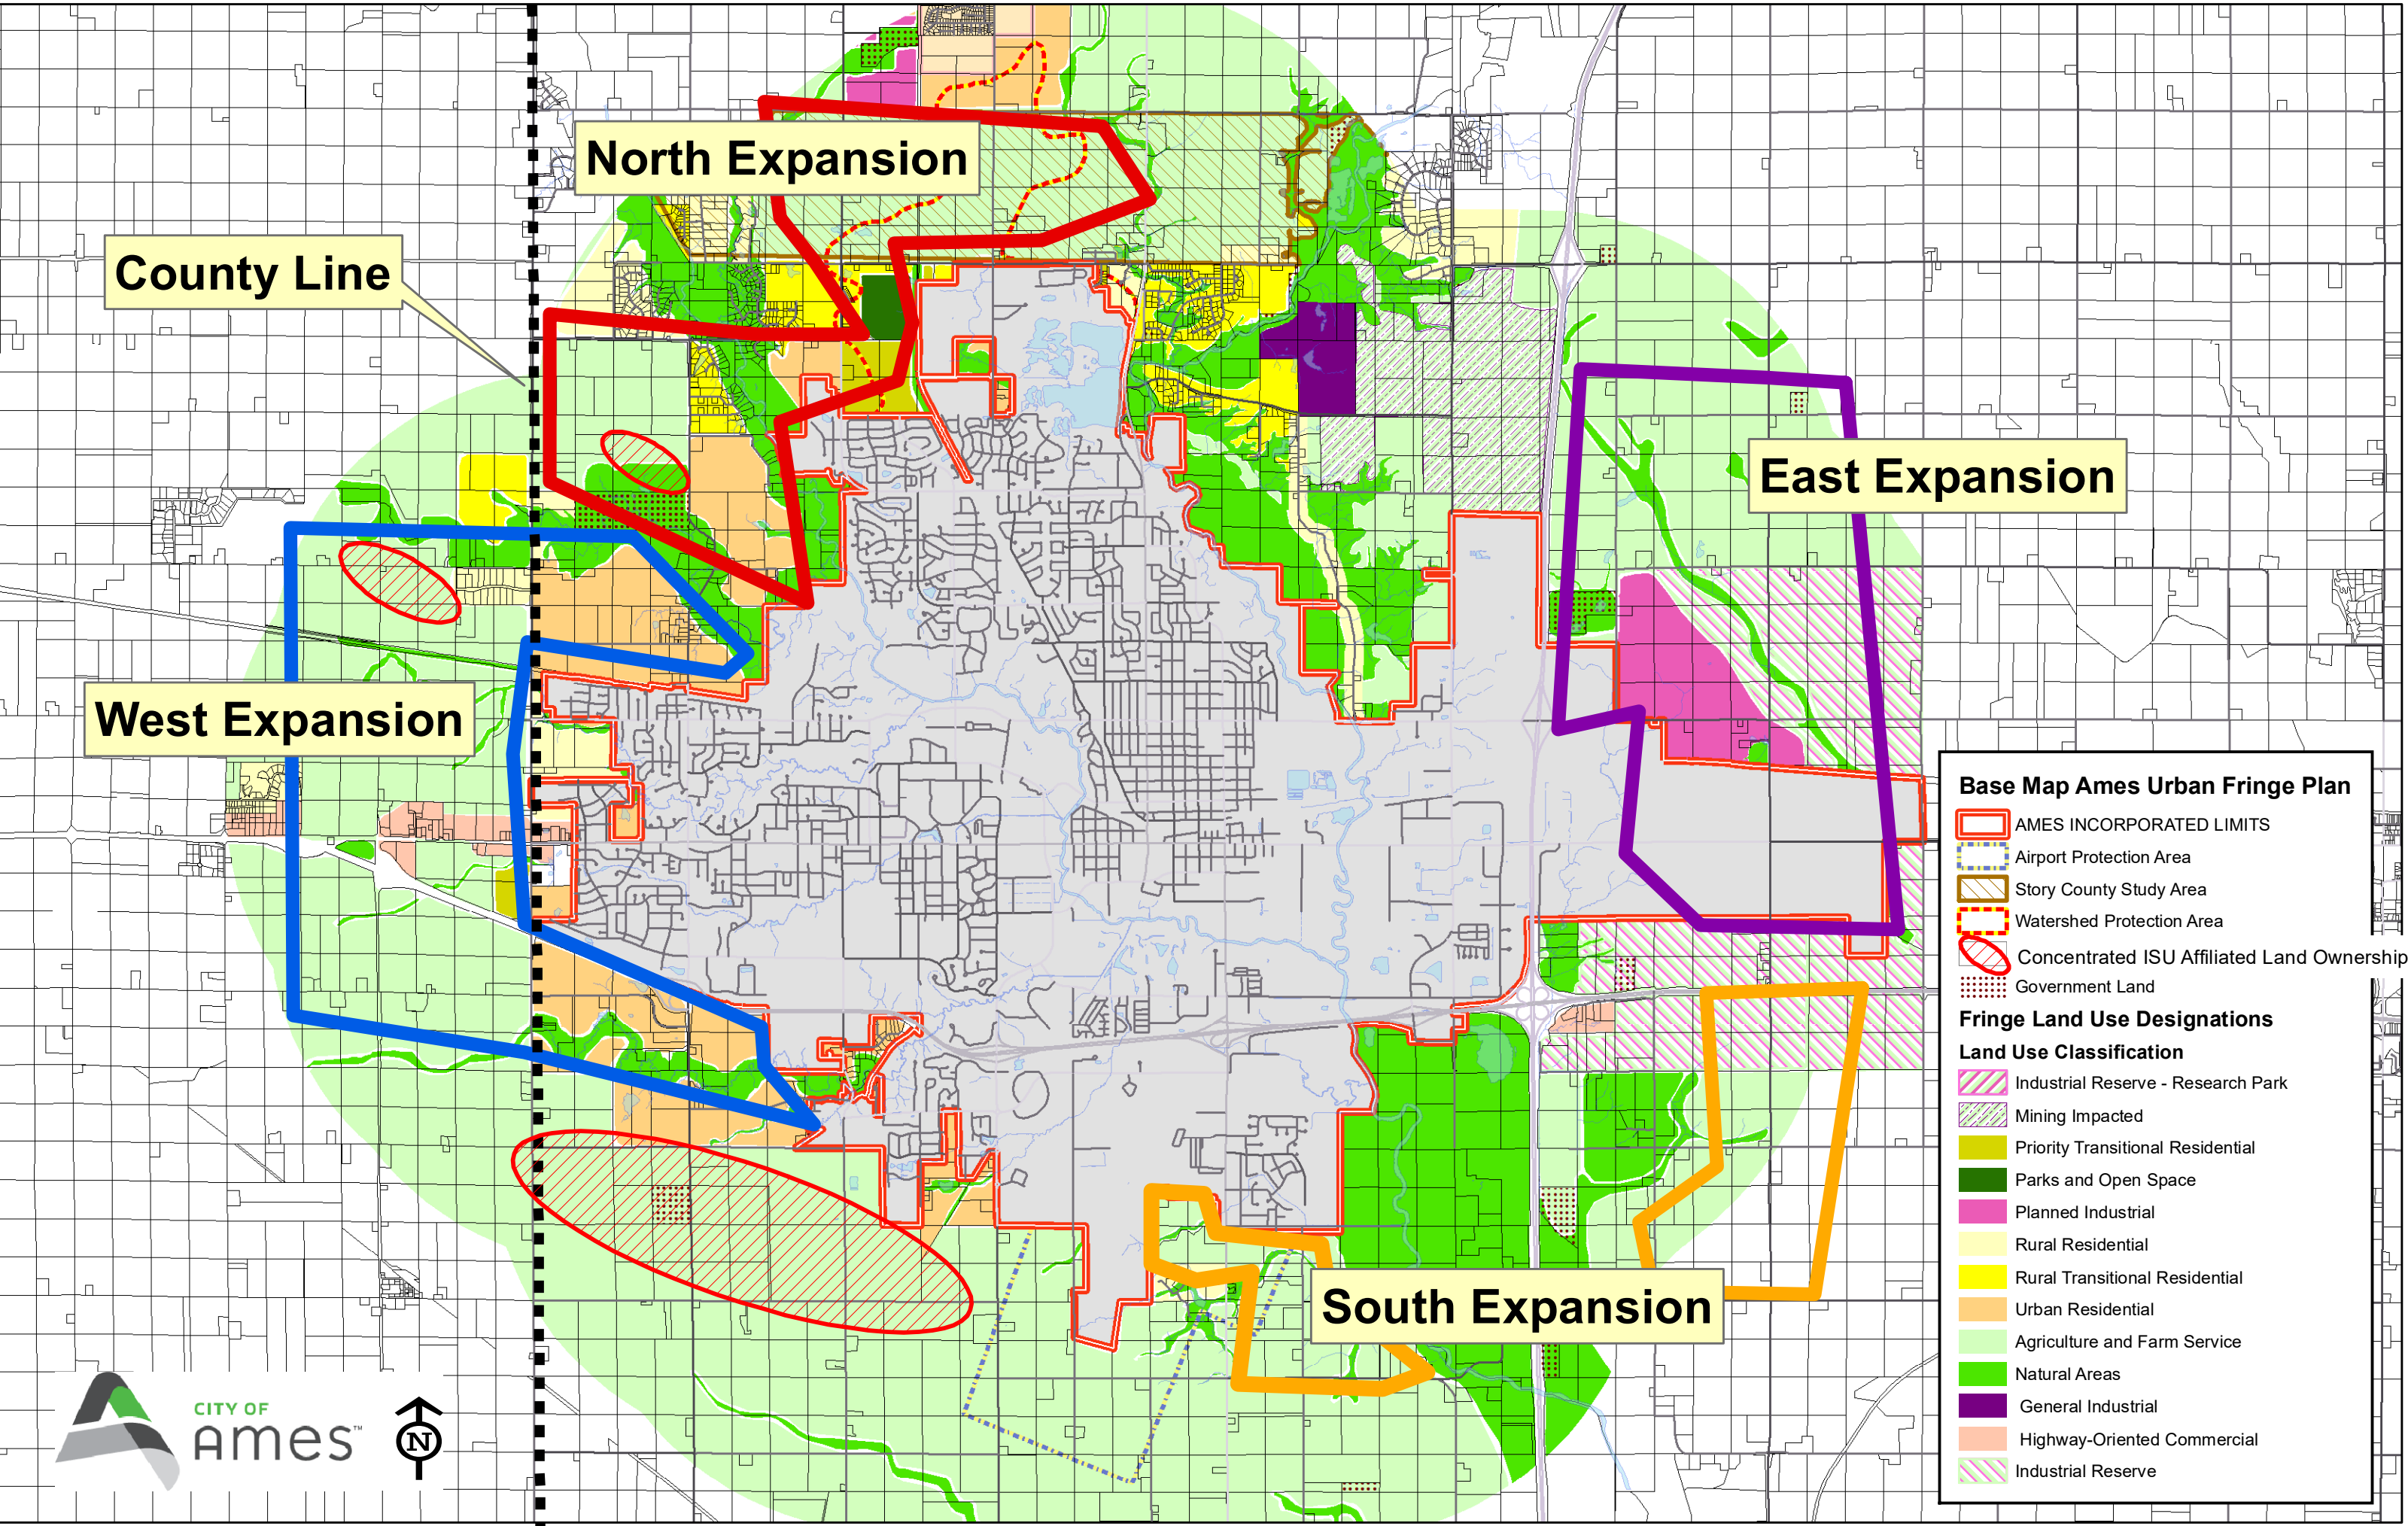 North Expansion
County Line
East Expansion
West Expansion
South Expansion
Base Map Ames Urban Fringe Plan
AMES INCORPORATED LIMITS
Airport Protection Area
Story County Study Area
Watershed Protection Area
Concentrated ISU Affiliated Land Ownership
Government Land
Fringe Land Use Designations
Land Use Classification
Industrial Reserve - Research Park
Mining Impacted
Priority Transitional Residential
Parks and Open Space
Planned Industrial
Rural Residential
Rural Transitional Residential
Urban Residential
Agriculture and Farm Service
Natural Areas
General Industrial
Highway-Oriented Commercial
Industrial Reserve
CITY OF
Ames™
N